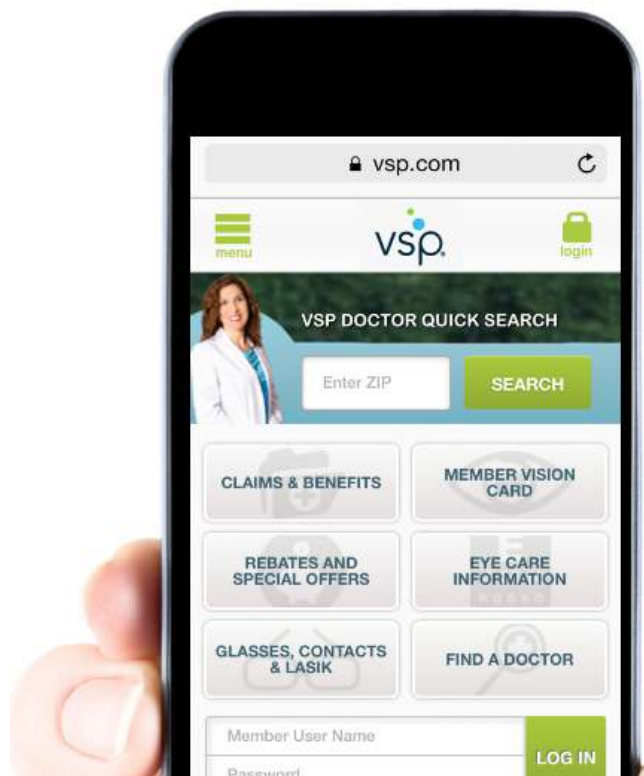 vsp.com
menu
vsp.
login
VSP DOCTOR QUICK SEARCH
Enter ZIP
SEARCH
CLAIMS & BENEFITS
MEMBER VISION
CARD
REBATES AND
SPECIAL OFFERS
EYE CARE
INFORMATION
GLASSES, CONTACTS
& LASIK
FIND A DOCTOR
Member User Name
LOG IN
Password